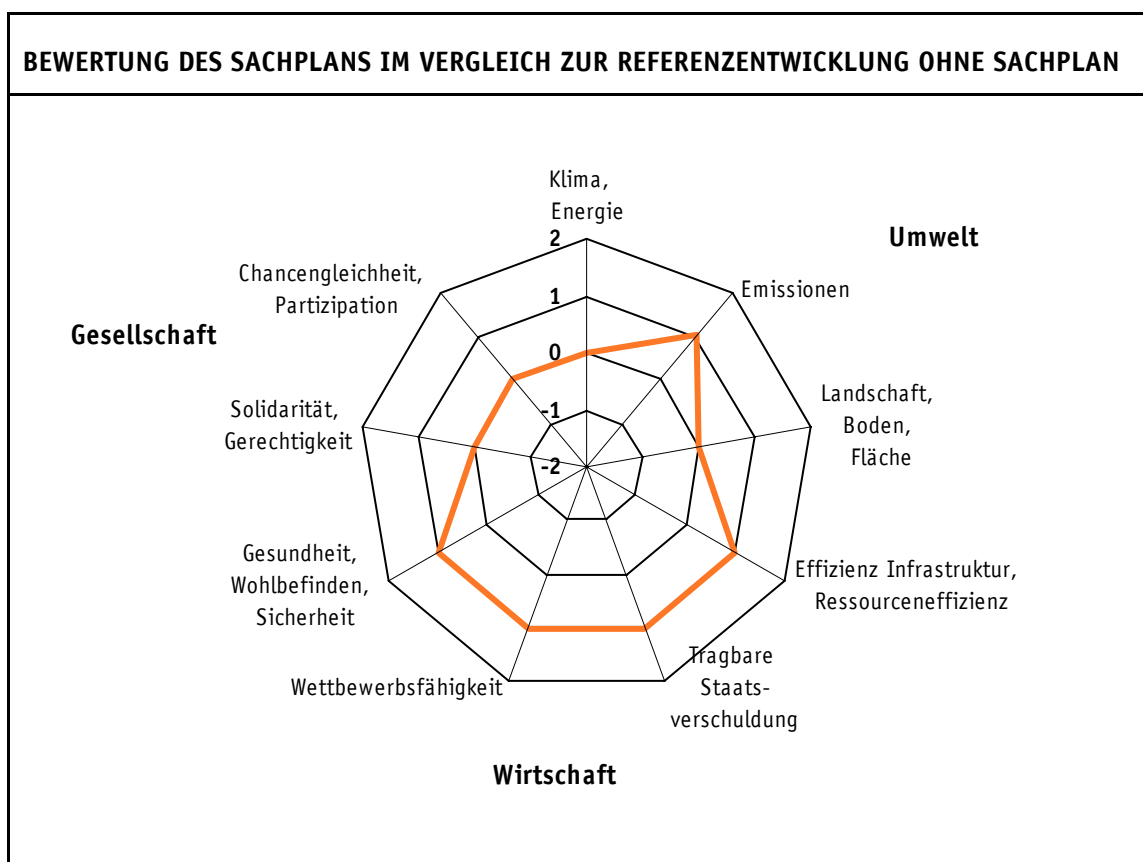 BEWERTUNG DES SACHPLANS IM VERGLEICH ZUR REFERENZENTWICKLUNG OHNE SACHPLAN
Klima,
Energie
Umwelt
2
Chancengleichheit,
Partizipation
Emissionen
1
Gesellschaft
0
Landschaft,
Boden,
Fläche
Solidarität,
Gerechtigkeit
-1
-2
Gesundheit,
Wohlbefinden,
Sicherheit
Effizienz Infrastruktur,
Ressourceneffizienz
Tragbare
Staats-
verschuldung
Wettbewerbsfähigkeit
Wirtschaft